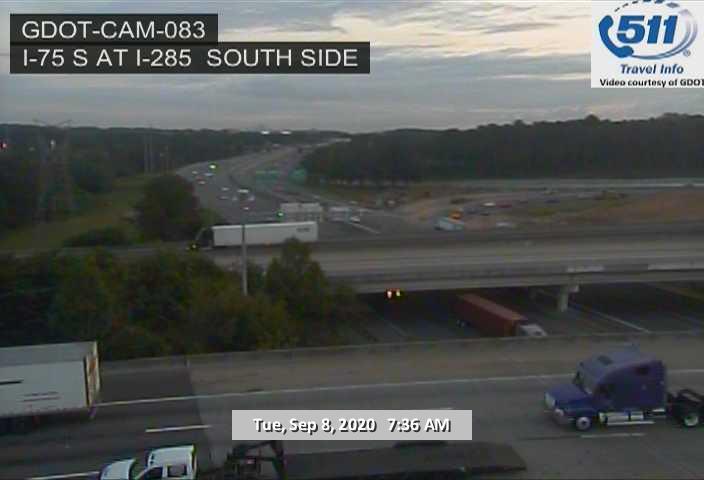 GDOT-CAM-083
I-75 S AT I-285 SOUTH SIDE
511
Travel Info
Video courtesy of GDOT
Tue, Sep 8, 2020 7:36 AM